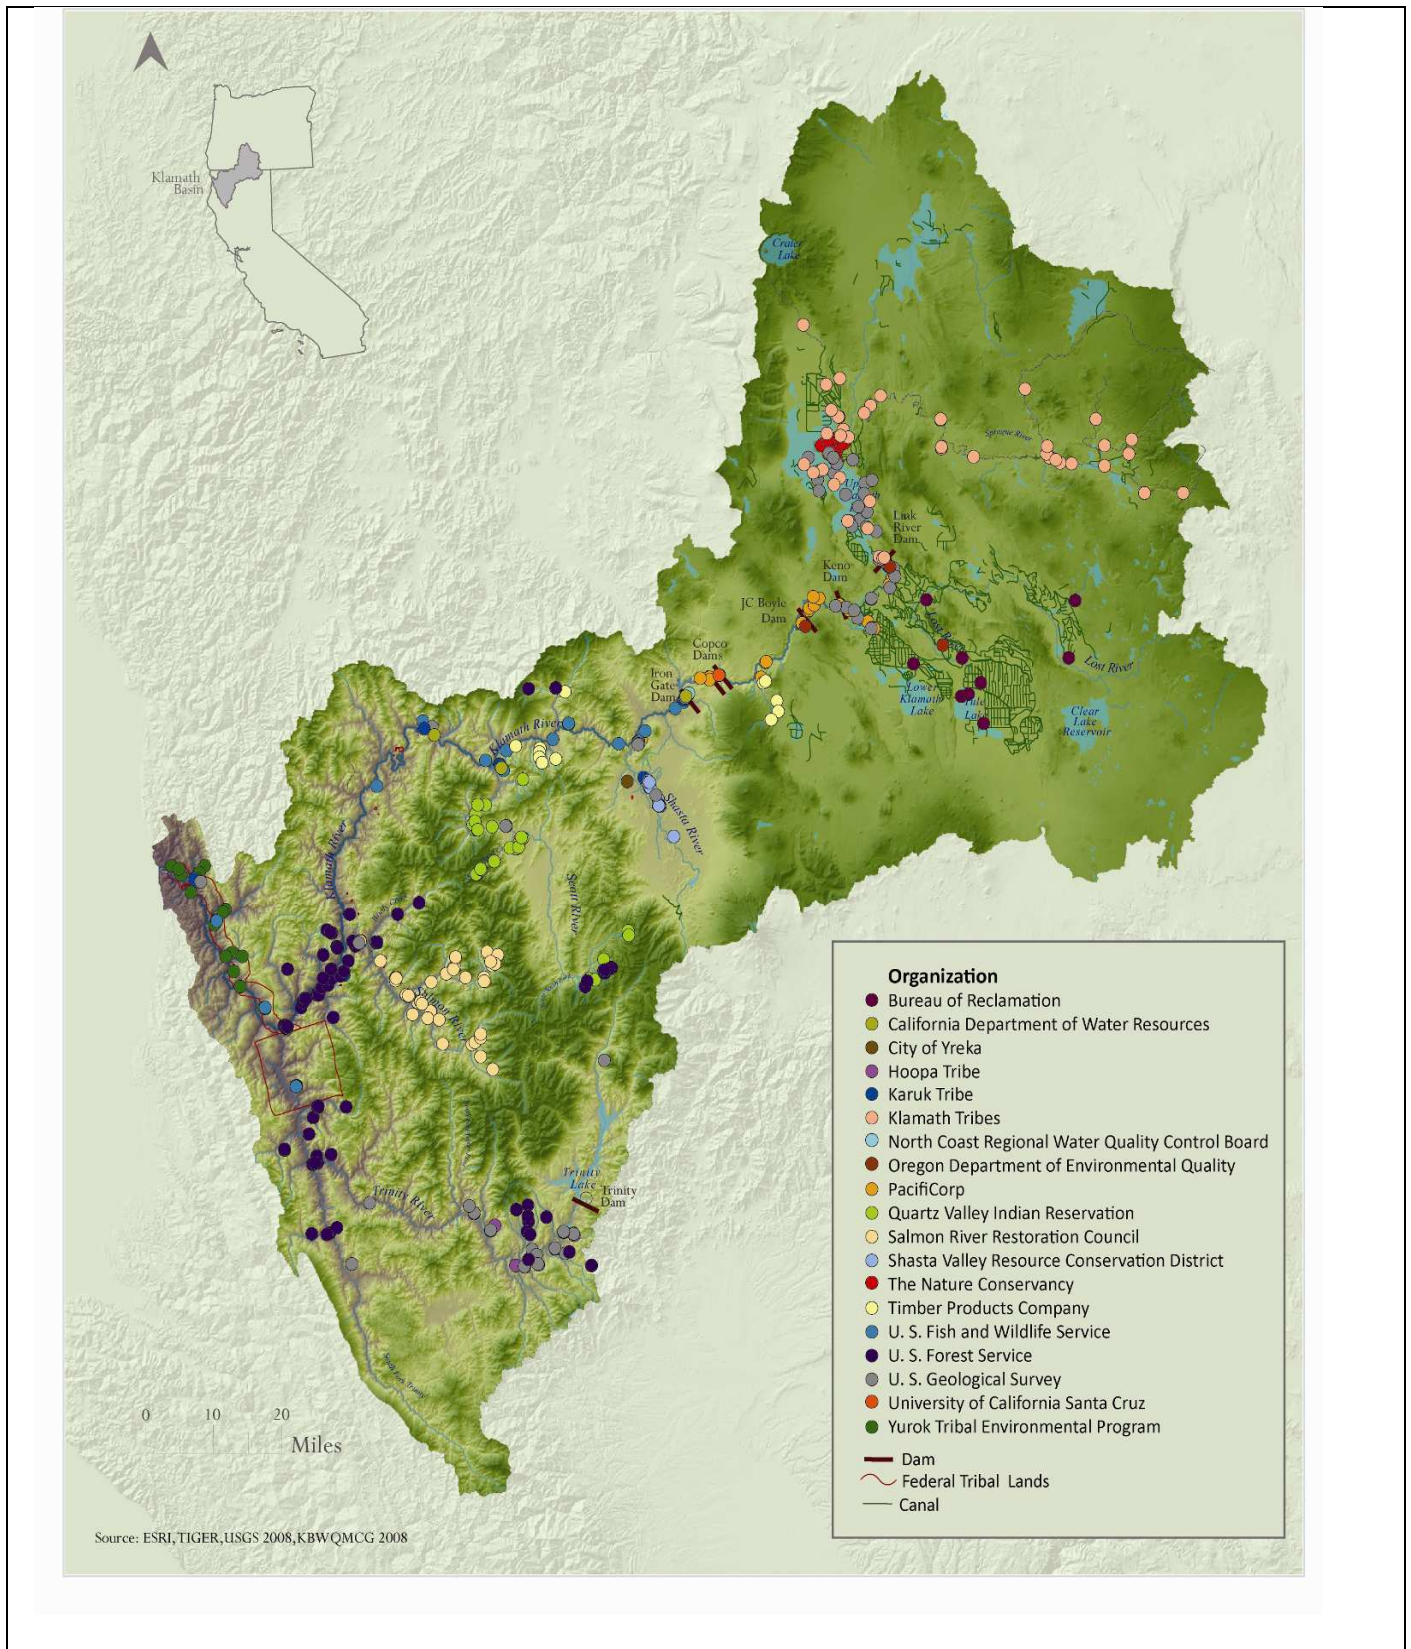 Klamath
Basin
Crater
Lake
Sprague River
Link
River
Dam
Keno
Dam
JC Boyle
Dam
Copco
Dams
Iron
Gate
Dam
Lost River
Lower
Klamath
Lake
Tule
Lake
Clear
Lake
Reservoir
Klamath River
Shasta River
Klamath River
Scott River
Salmon River
Trinity
Lake
Trinity
Dam
Trinity River
South Fork Trinity
0 10 20
Miles
Organization
Bureau of Reclamation
California Department of Water Resources
City of Yreka
Hoopa Tribe
Karuk Tribe
Klamath Tribes
North Coast Regional Water Quality Control Board
Oregon Department of Environmental Quality
PacifiCorp
Quartz Valley Indian Reservation
Salmon River Restoration Council
Shasta Valley Resource Conservation District
The Nature Conservancy
Timber Products Company
U. S. Fish and Wildlife Service
U. S. Forest Service
U. S. Geological Survey
University of California Santa Cruz
Yurok Tribal Environmental Program
Dam
Federal Tribal Lands
Canal
Source: ESRI,TIGER,USGS 2008,KBWQMCG 2008